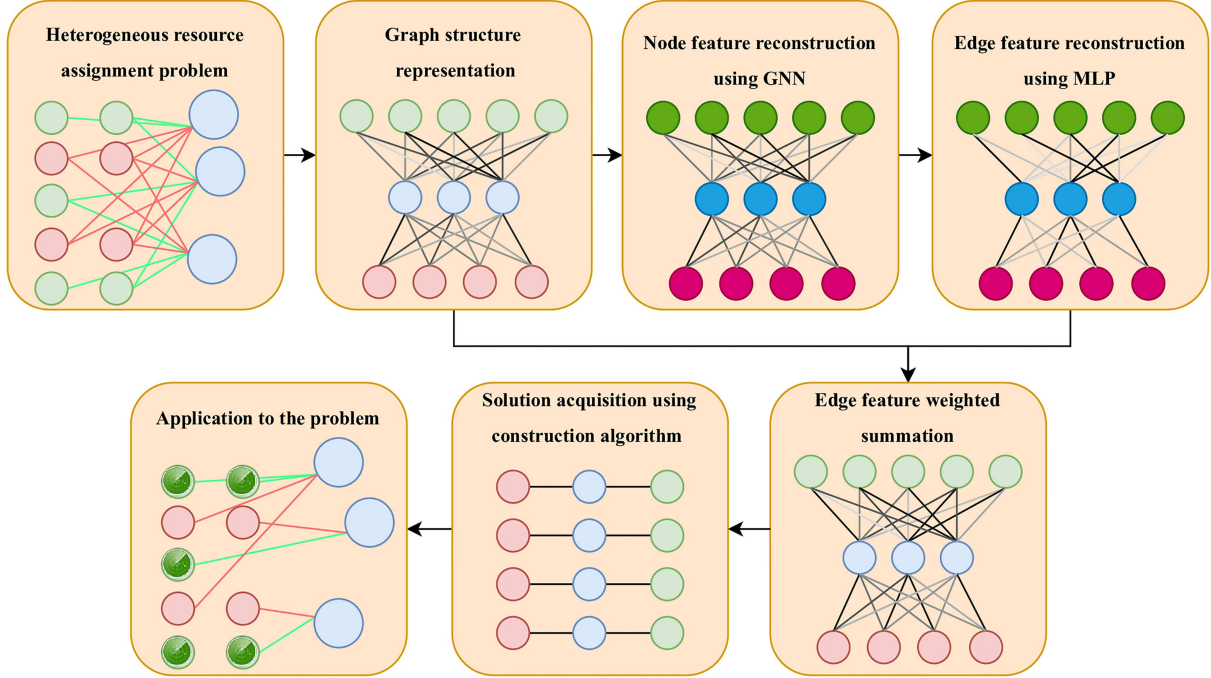 Heterogeneous resource
assignment problem
Graph structure
representation
Node feature reconstruction
using GNN
Edge feature reconstruction
using MLP
Application to the problem
Solution acquisition using
construction algorithm
Edge feature weighted
summation